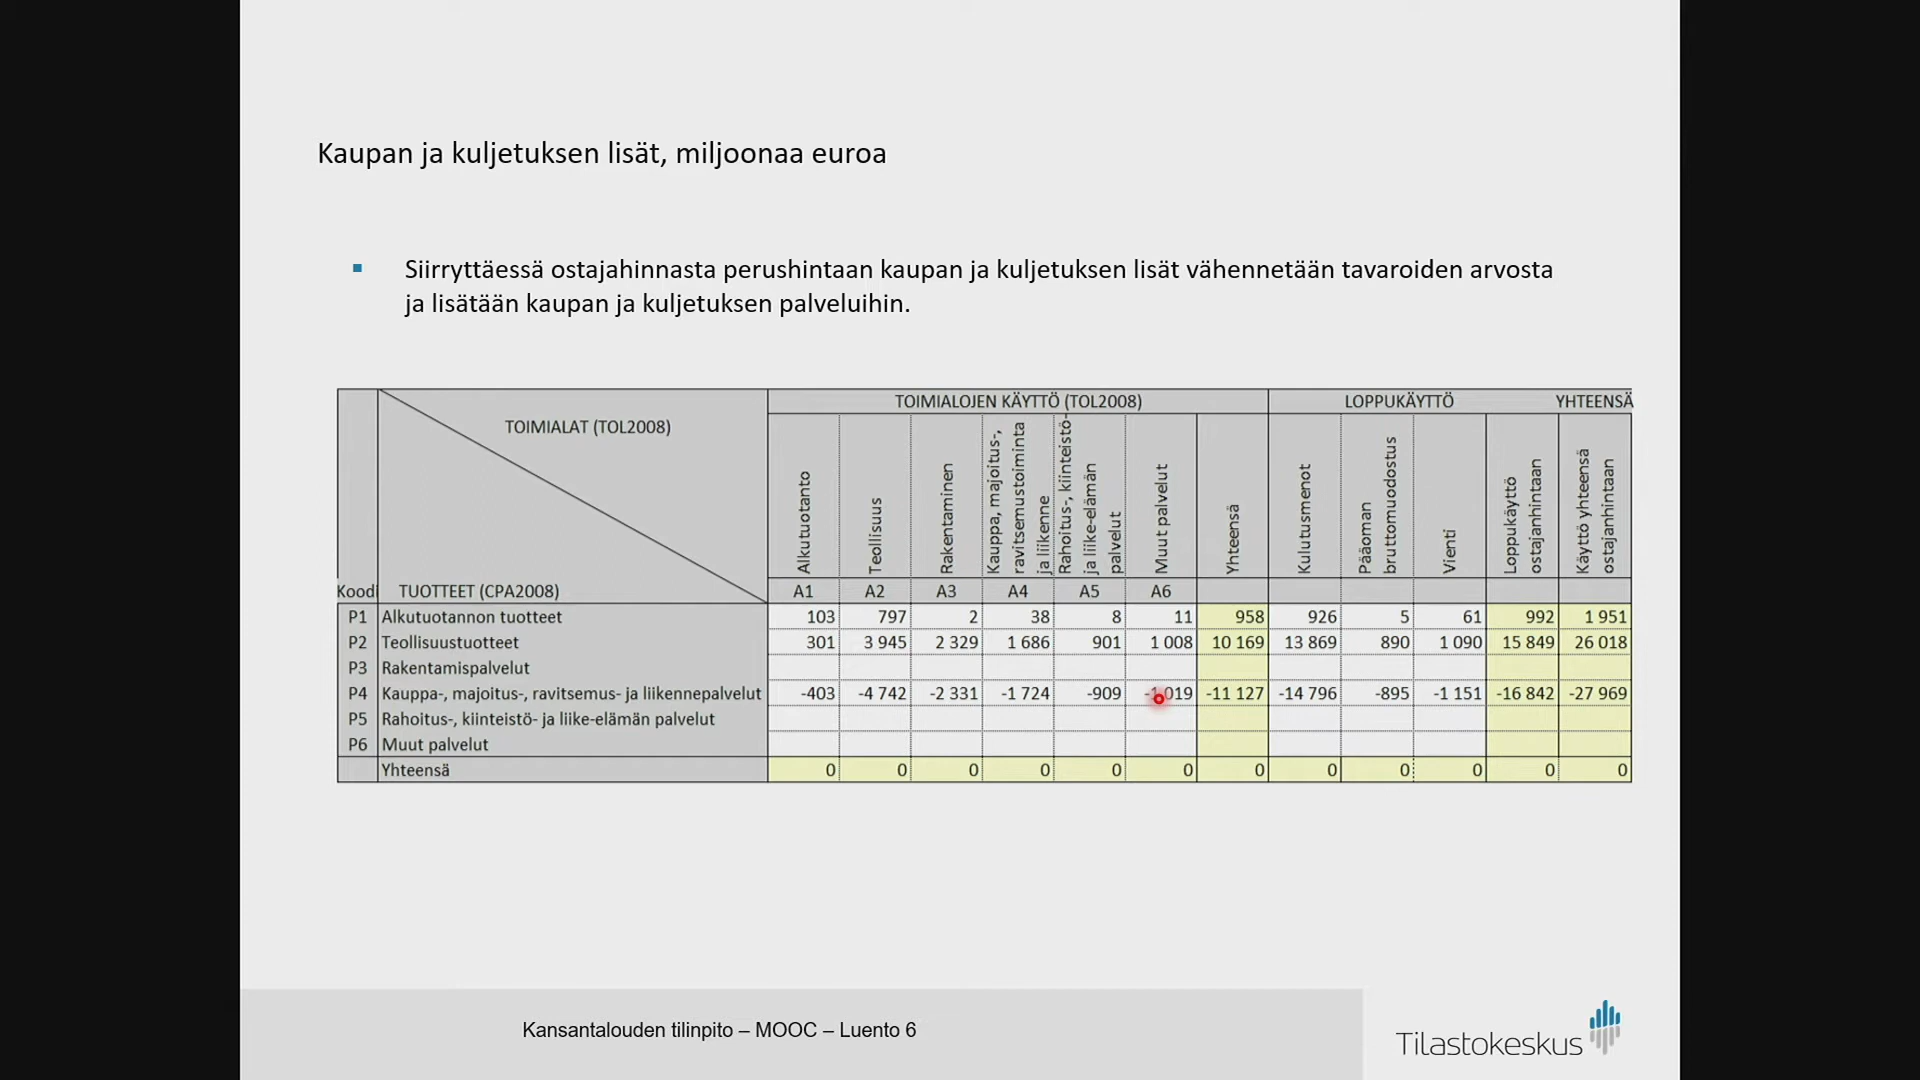 Kaupan ja kuljetuksen lisät, miljoonaa euroa
Siirryttäessä ostajahinnasta perushintaan kaupan ja kuljetuksen lisät vähennetään tavaroiden arvosta
ja lisätään kaupan ja kuljetuksen palveluihin.
TOIMIALOJEN KÄYTTÖ (TOL2008) LOPPUKÄYTTÖ YHTEENSÄ
TOIMIALAT (TOL2008)
Alkutuotanto
Teollisuus
Rakentaminen
Kauppa, majoitus-,
ravitsemustoiminta
ja liikenne
Rahoitus-, kiinteistö-
ja liike-elämän
palvelut
Muut palvelut
Yhteensä
Kulutusmenot
Pääoman
bruttomuodostus
Vienti
Loppukäyttö
ostajanhintaan
Käyttö yhteensä
ostajanhintaan
Koodi TUOTTEET (CPA2008) A1 A2 A3 A4 A5 A6
P1 Alkutuotannon tuotteet 103 797 2 38 8 11 958 926 5 61 992 1 951
P2 Teollisuustuotteet 301 3 945 2 329 1 686 901 1 008 10 169 13 869 890 1 090 15 849 26 018
P3 Rakentamispalvelut
P4 Kauppa-, majoitus-, ravitsemus- ja liikennepalvelut -403 -4 742 -2 331 -1 724 -909 -1 019 -11 127 -14 796 -895 -1 151 -16 842 -27 969
P5 Rahoitus-, kiinteistö- ja liike-elämän palvelut
P6 Muut palvelut
Yhteensä 0 0 0 0 0 0 0 0 0 0 0 0
Kansantalouden tilinpito – MOOC – Luento 6
Tilastokeskus